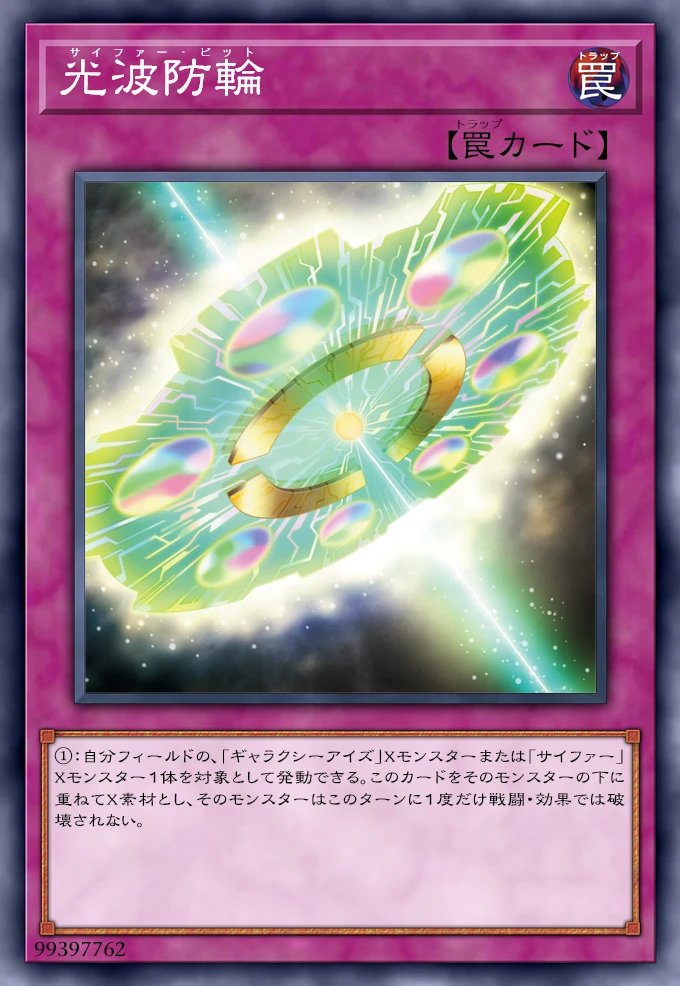 サイファー・ビット
光波防輪
トラップ
罠
トラップ
【罠カード】
①：自分フィールドの、「ギャラクシーアイズ」Xモンスターまたは「サイファー」
Xモンスター１体を対象として発動できる。このカードをそのモンスターの下に
重ねてX素材とし、そのモンスターはこのターンに１度だけ戦闘・効果では破
壊されない。
99397762